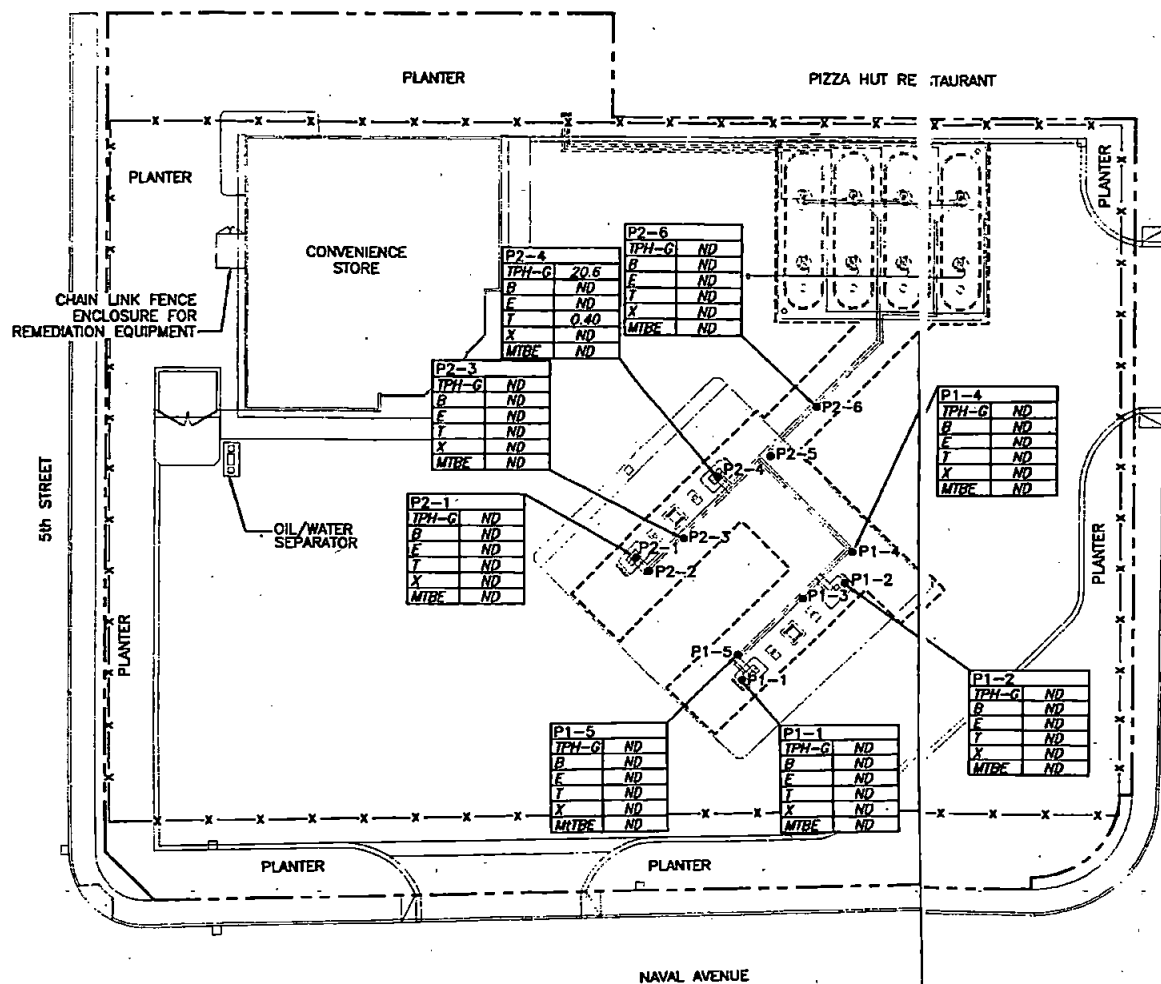 PLANTER
PIZZA HUT RE TAURANT
PLANTER
PLANTER
CONVENIENCE
STORE
CHAIN LINK FENCE
ENCLOSURE FOR
REMEDIATION EQUIPMENT
P2-6
TPH-G ND
B ND
E ND
T ND
X ND
MTBE ND
P2-4
TPH-G 20.6
B ND
E ND
T 0.40
X ND
MTBE ND
P2-3
TPH-G ND
B ND
E ND
T ND
X ND
MTBE ND
P1-4
TPH-G ND
B ND
E ND
T ND
X ND
MTBE ND
P2-6
P2-5
P2-4
P2-3
P2-1
P2-2
P1-4
P1-2
P1-3
P1-5
P1-1
5th STREET
OIL/WATER
SEPARATOR
P2-1
TPH-G ND
B ND
E ND
T ND
X ND
MTBE ND
PLANTER
PLANTER
P1-2
TPH-G ND
B ND
E ND
T ND
X ND
MTBE ND
P1-5
TPH-G ND
B ND
E ND
T ND
X ND
MtTBE ND
P1-1
TPH-G ND
B ND
E ND
T ND
X ND
MTBE ND
PLANTER
PLANTER
NAVAL AVENUE